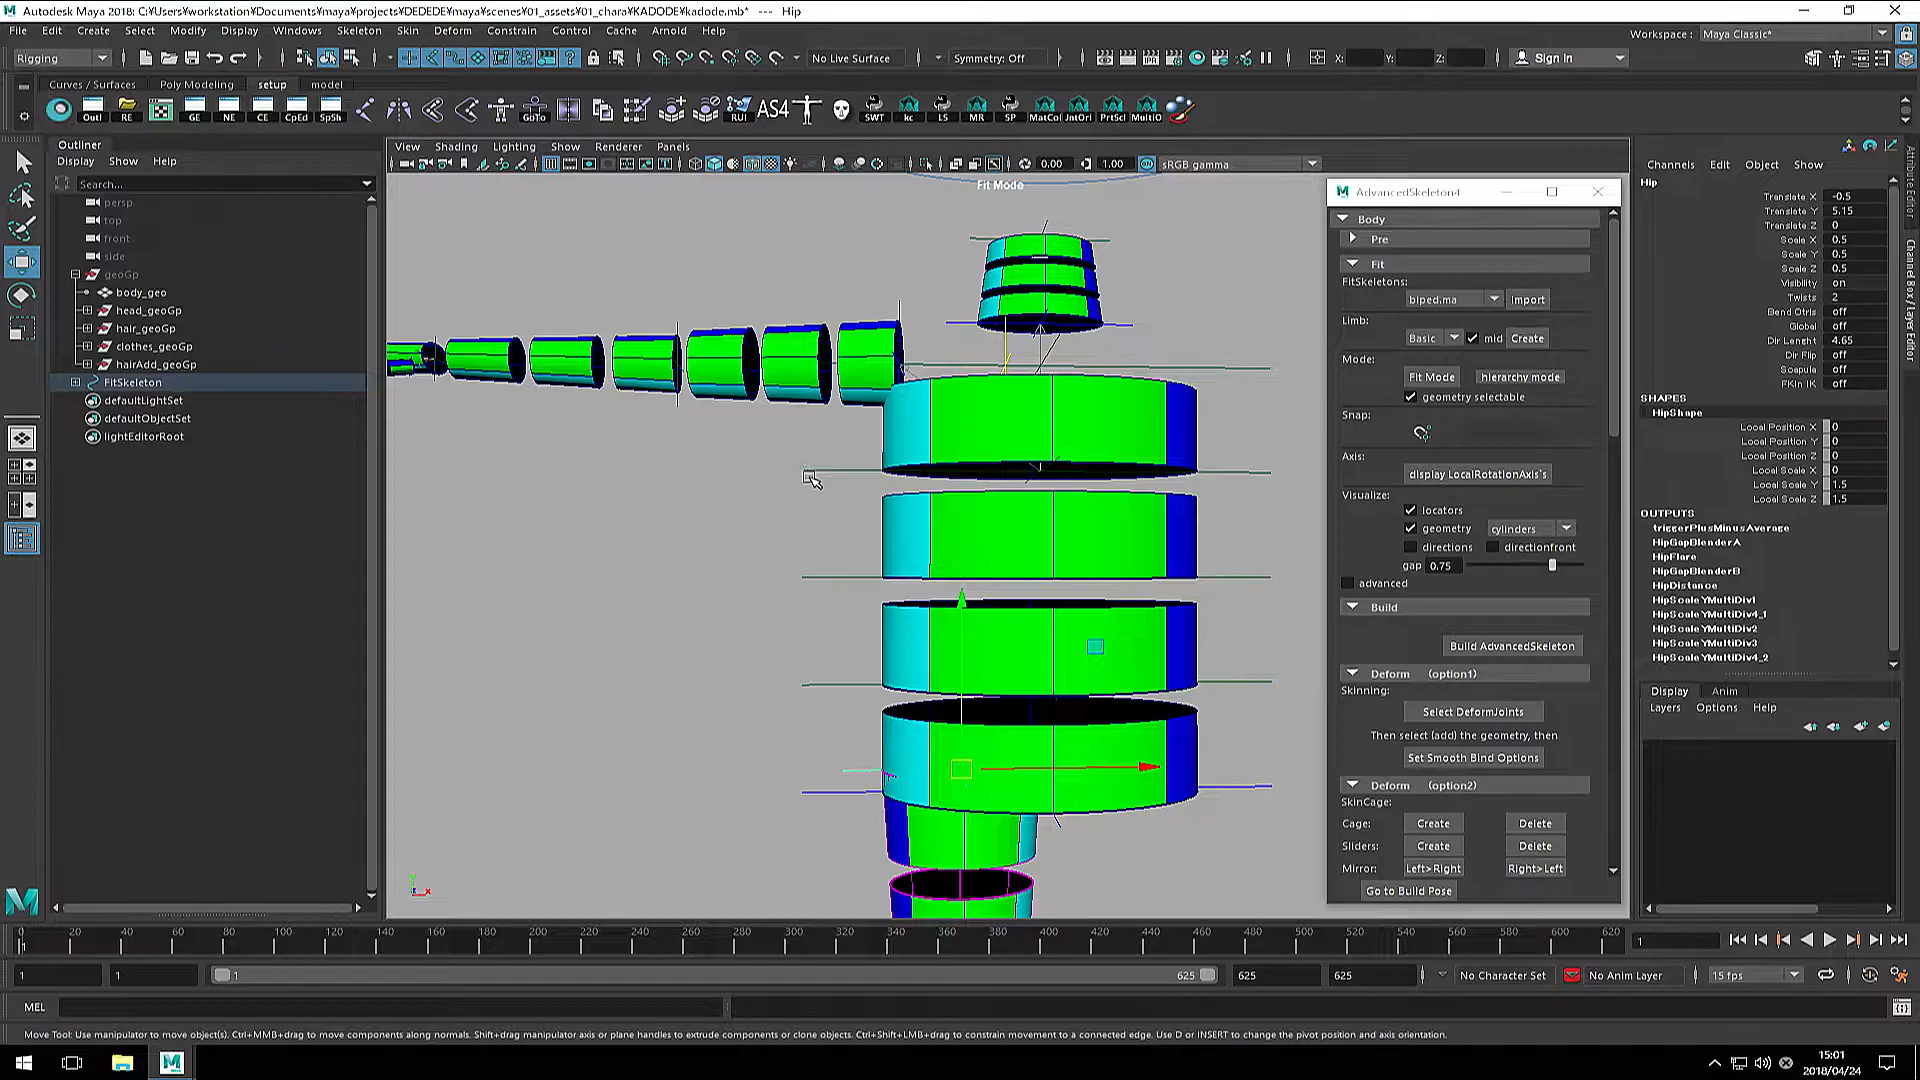 Autodesk Maya 2018: C:¥Users¥workstation¥Documents¥maya¥projects¥DEDEDE¥maya¥scenes¥01_assets¥01_chara¥KADODE¥kadode.mb* --- Hip
File Edit Create Select Modify Display Windows Skeleton Skin Deform Constrain Control Cache Arnold Help
Workspace : Maya Classic*
Rigging No Live Surface Symmetry: Off X: Y: Z: Sign In
Curves / Surfaces Poly Modeling setup model
Outl RE GE NE CE CpEd SpSh GoTo RUI AS4 SWT kc LS MR SP MatCol JntOri PrtScl MultiO
Outliner
Display Show Help
Search...
persp
top
front
side
geoGp
body_geo
head_geoGp
hair_geoGp
clothes_geoGp
hairAdd_geoGp
FitSkeleton
defaultLightSet
defaultObjectSet
lightEditorRoot
View Shading Lighting Show Renderer Panels
0.00 1.00 sRGB gamma
Fit Mode
AdvancedSkeleton4
Body
Pre
Fit
FitSkeletons:
biped.ma Import
Limb:
Basic mid Create
Mode:
Fit Mode hierarchy mode
geometry selectable
Snap:
Axis:
display LocalRotationAxis`s
Visualize:
locators
geometry cylinders
directions directionfront
gap 0.75
advanced
Build
Build AdvancedSkeleton
Deform (option1)
Skinning:
Select DeformJoints
Then select (add) the geometry, then
Set Smooth Bind Options
Deform (option2)
SkinCage:
Cage: Create Delete
Sliders: Create Delete
Mirror: Left>Right Right>Left
Go to Build Pose
Channels Edit Object Show
Hip
Translate X -0.5
Translate Y 5.15
Translate Z 0
Scale X 0.5
Scale Y 0.5
Scale Z 0.5
Visibility on
Twists 2
Bend Ctrls off
Global off
Dir Lenght 4.65
Dir Flip off
Scapule off
FKin IK off
SHAPES
HipShape
Local Position X 0
Local Position Y 0
Local Position Z 0
Local Scale X 0
Local Scale Y 1.5
Local Scale Z 1.5
OUTPUTS
triggerPlusMinusAverage
HipGapBlenderA
HipFlare
HipGapBlenderB
HipDistance
HipScaleYMultiDiv1
HipScaleYMultiDiv4_1
HipScaleYMultiDiv2
HipScaleYMultiDiv3
HipScaleYMultiDiv4_2
Display Anim
Layers Options Help
Attribute Editor
Channel Box / Layer Editor
0 20 40 60 80 100 120 140 160 180 200 220 240 260 280 300 320 340 360 380 400 420 440 460 480 500 520 540 560 580 600 620
1
1
1 1 1 625 625 625 No Character Set No Anim Layer 15 fps
MEL
Move Tool: Use manipulator to move object(s). Ctrl+MMB+drag to move components along normals. Shift+drag manipulator axis or plane handles to extrude components or clone objects. Ctrl+Shift+LMB+drag to constrain movement to a connected edge. Use D or INSERT to change the pivot position and axis orientation.
15:01
2018/04/24